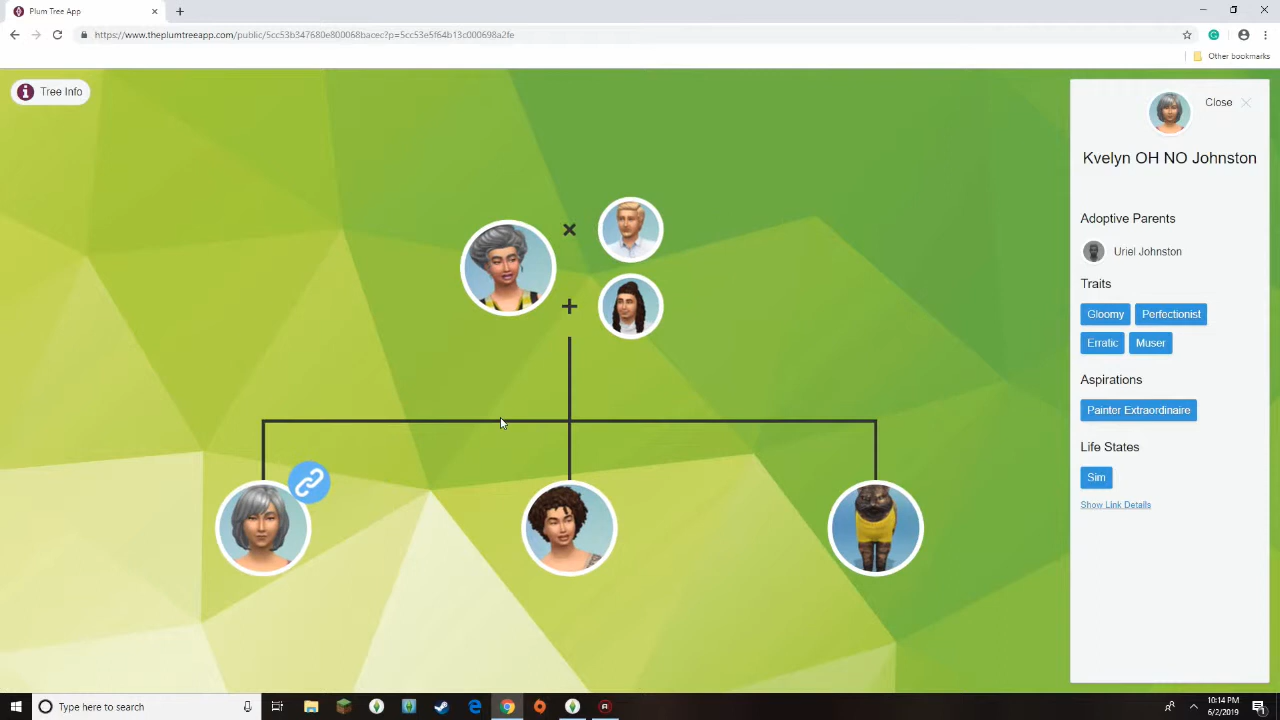 Plum Tree App
https://www.theplumtreeapp.com/public/5cc53b347680e800068bacec?p=5cc53e5f64b13c000698a2fe
Other bookmarks
Tree Info
Close
Kvelyn OH NO Johnston
Adoptive Parents
Uriel Johnston
Traits
Gloomy Perfectionist
Erratic Muser
Aspirations
Painter Extraordinaire
Life States
Sim
Show Link Details
Type here to search
10:14 PM
6/2/2019